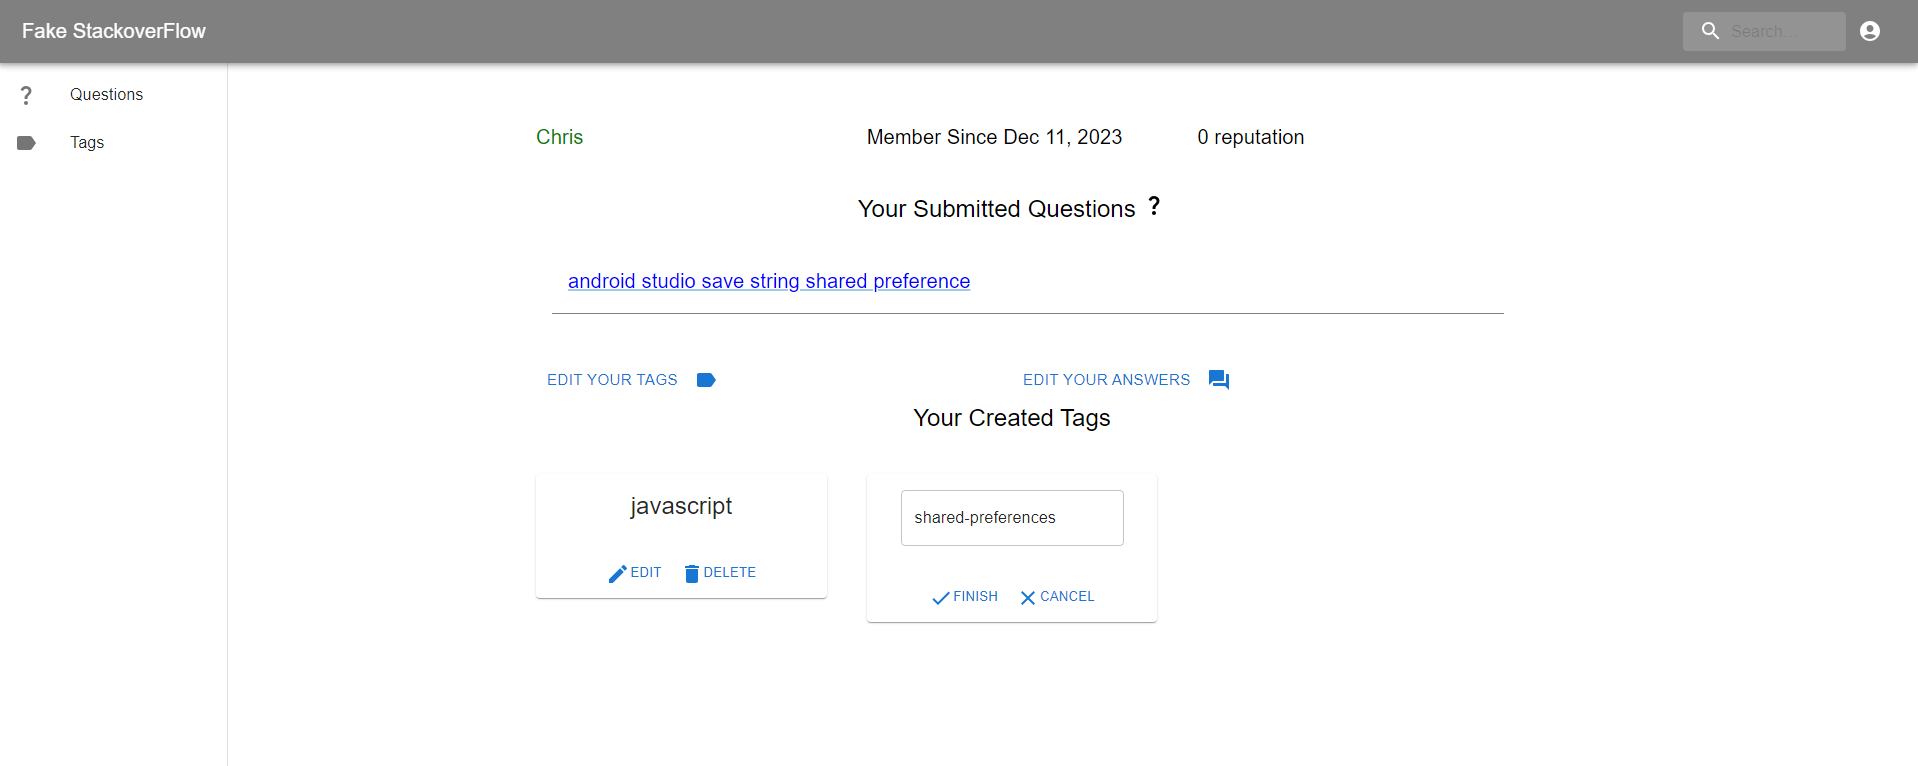 Fake StackoverFlow
Search...
Questions
Tags
Chris
Member Since Dec 11, 2023
0 reputation
Your Submitted Questions ?
android studio save string shared preference
EDIT YOUR TAGS
EDIT YOUR ANSWERS
Your Created Tags
javascript
EDIT
DELETE
shared-preferences
FINISH
CANCEL